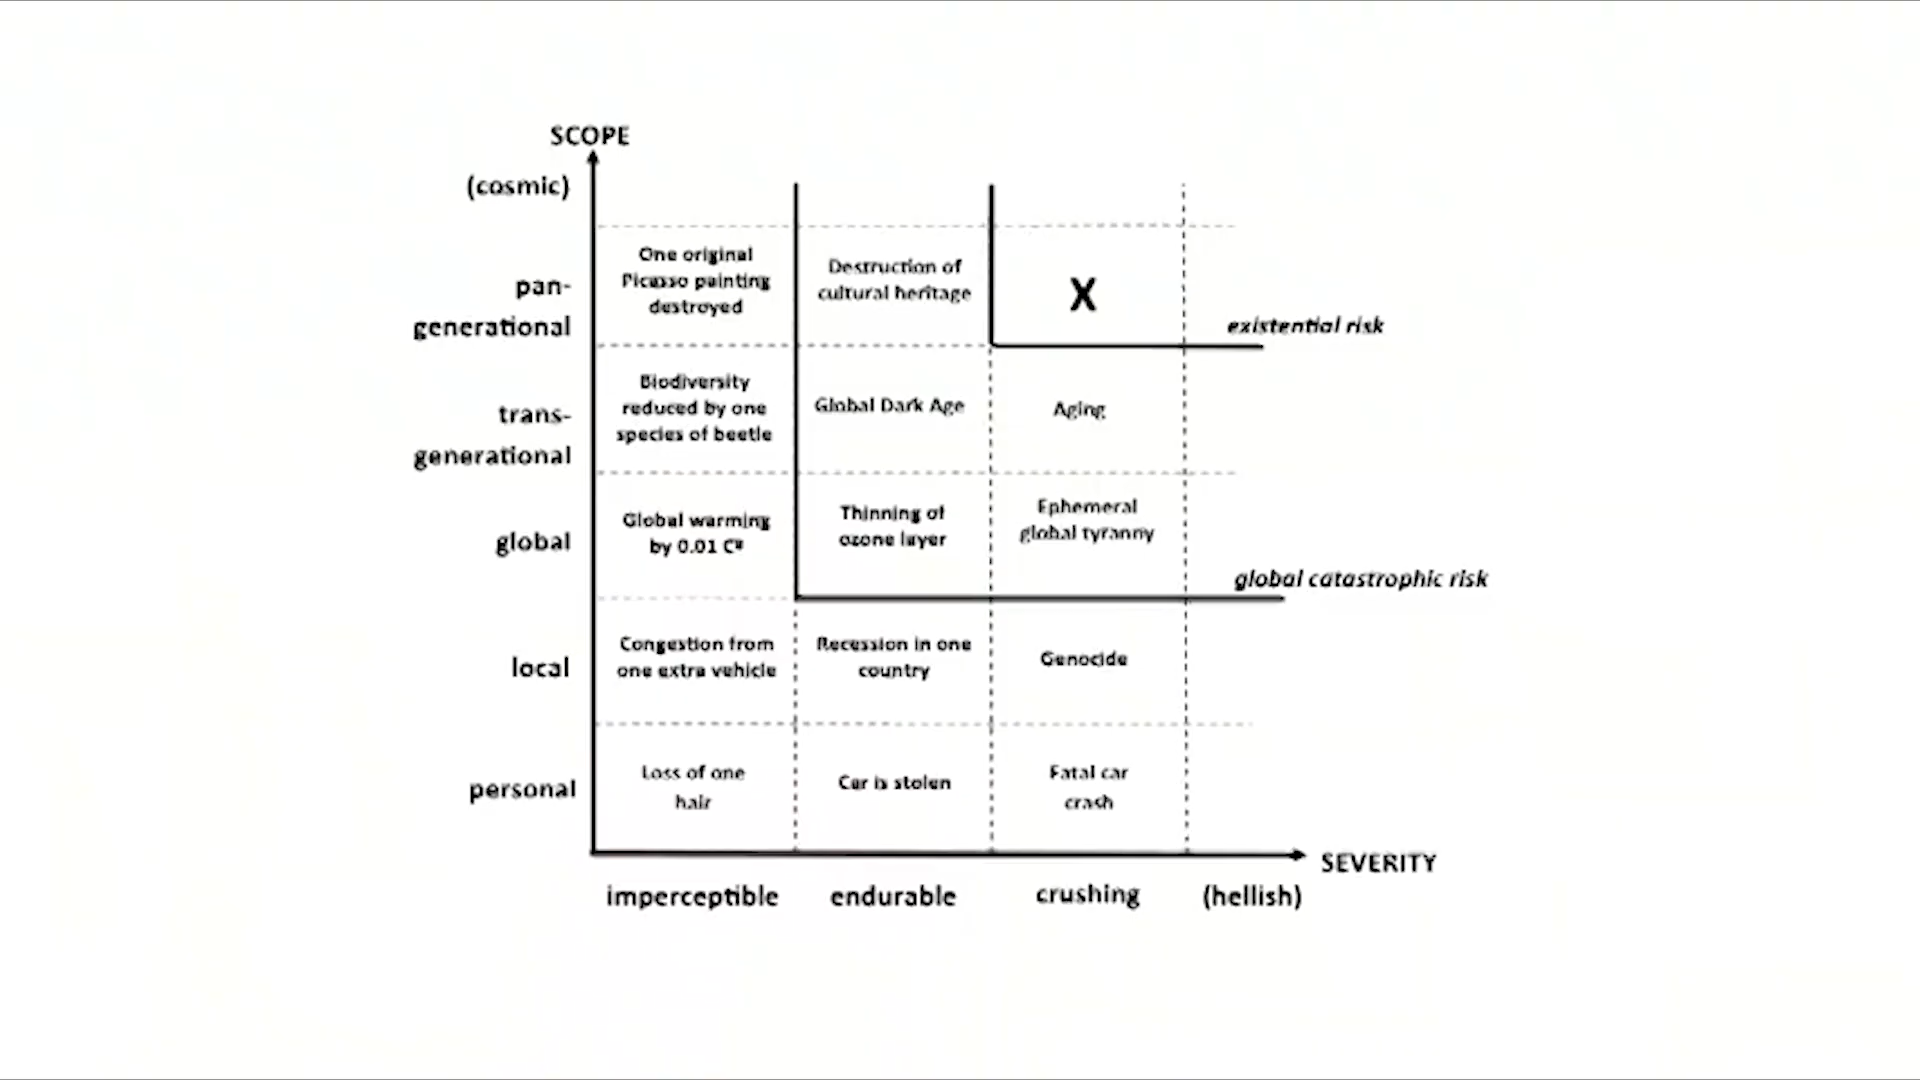 SCOPE
(cosmic)
pan-
generational
One original
Picasso painting
destroyed
Destruction of
cultural heritage
X
existential risk
trans-
generational
Biodiversity
reduced by one
species of beetle
Global Dark Age
Aging
global
Global warming
by 0.01 Cº
Thinning of
ozone layer
Ephemeral
global tyranny
global catastrophic risk
local
Congestion from
one extra vehicle
Recession in one
country
Genocide
personal
Loss of one
hair
Car is stolen
Fatal car
crash
SEVERITY
imperceptible
endurable
crushing
(hellish)